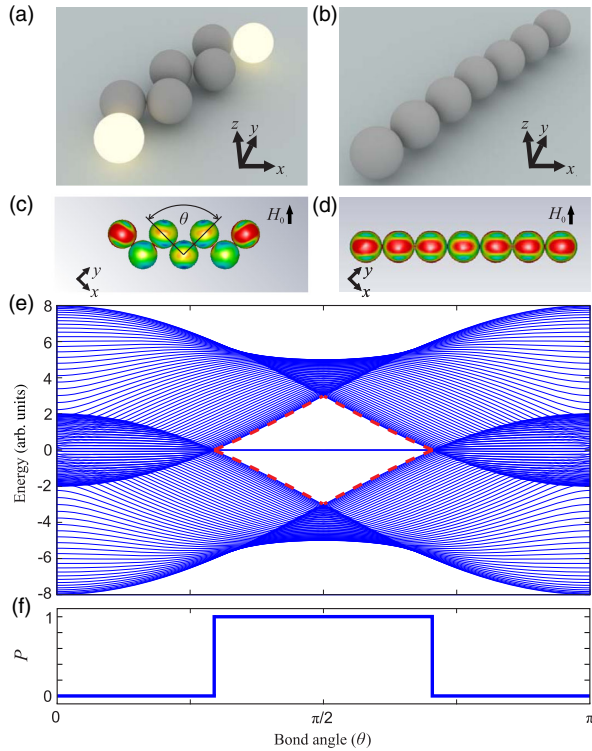 (a)
z
y
x
(b)
z
y
x
(c)
θ
H₀
y
x
(d)
H₀
y
x
(e)
Energy (arb. units)
8
6
4
2
0
-2
-4
-6
-8
(f)
P
1
0
0
π/2
π
Bond angle (θ)